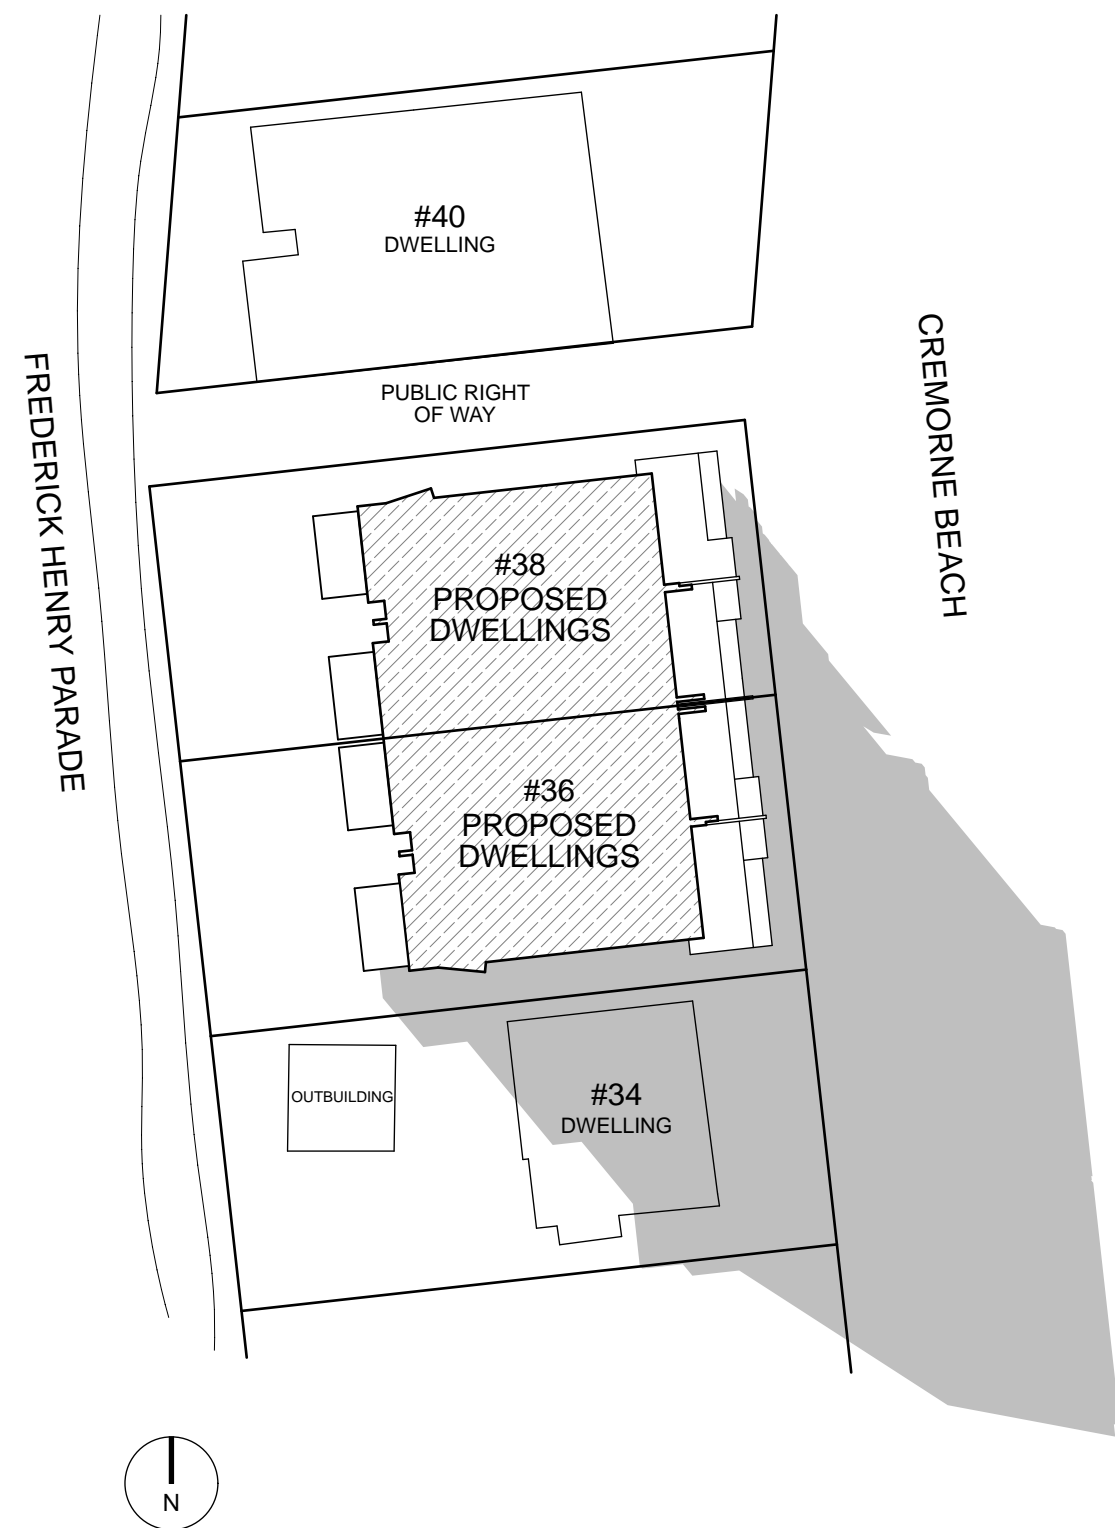 #40
DWELLING
FREDERICK HENRY PARADE
CREMORNE BEACH
PUBLIC RIGHT
OF WAY
#38
PROPOSED
DWELLINGS
#36
PROPOSED
DWELLINGS
OUTBUILDING
#34
DWELLING
N